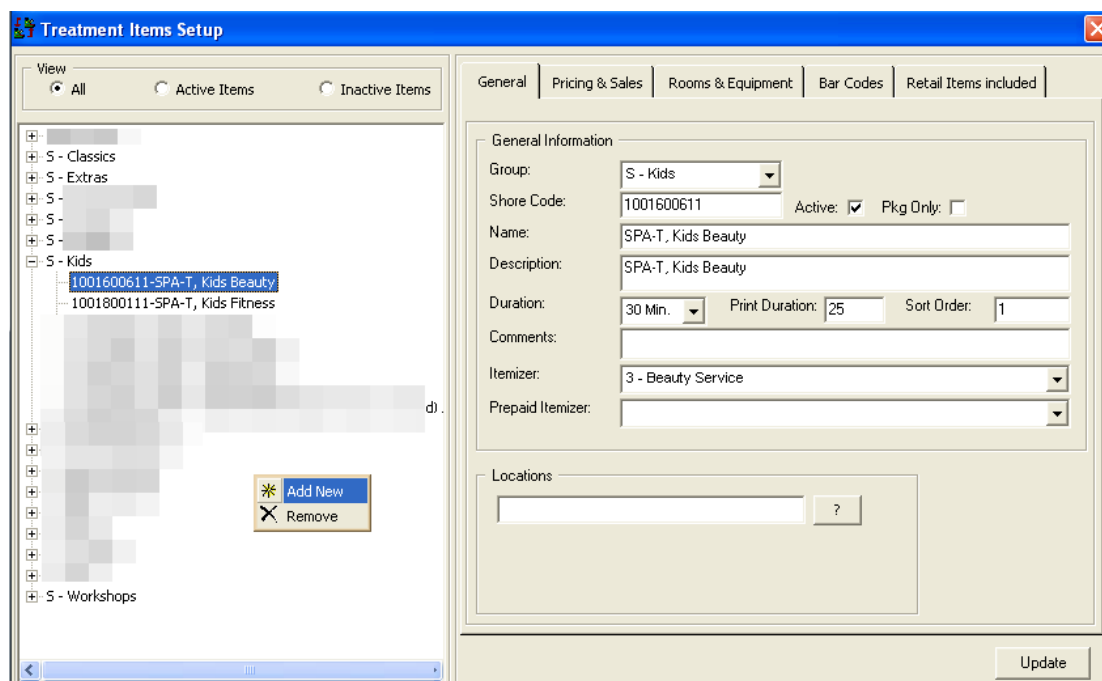 Treatment Items Setup
View
All
Active Items
Inactive Items
S - Classics
S - Extras
S -
S -
S -
S - Kids
1001600611-SPA-T, Kids Beauty
1001800111-SPA-T, Kids Fitness
d) .
S - Workshops
Add New
Remove
General
Pricing & Sales
Rooms & Equipment
Bar Codes
Retail Items included
General Information
Group: S - Kids
Shore Code: 1001600611 Active: Pkg Only:
Name: SPA-T, Kids Beauty
Description: SPA-T, Kids Beauty
Duration: 30 Min. Print Duration: 25 Sort Order: 1
Comments:
Itemizer: 3 - Beauty Service
Prepaid Itemizer:
Locations
?
Update